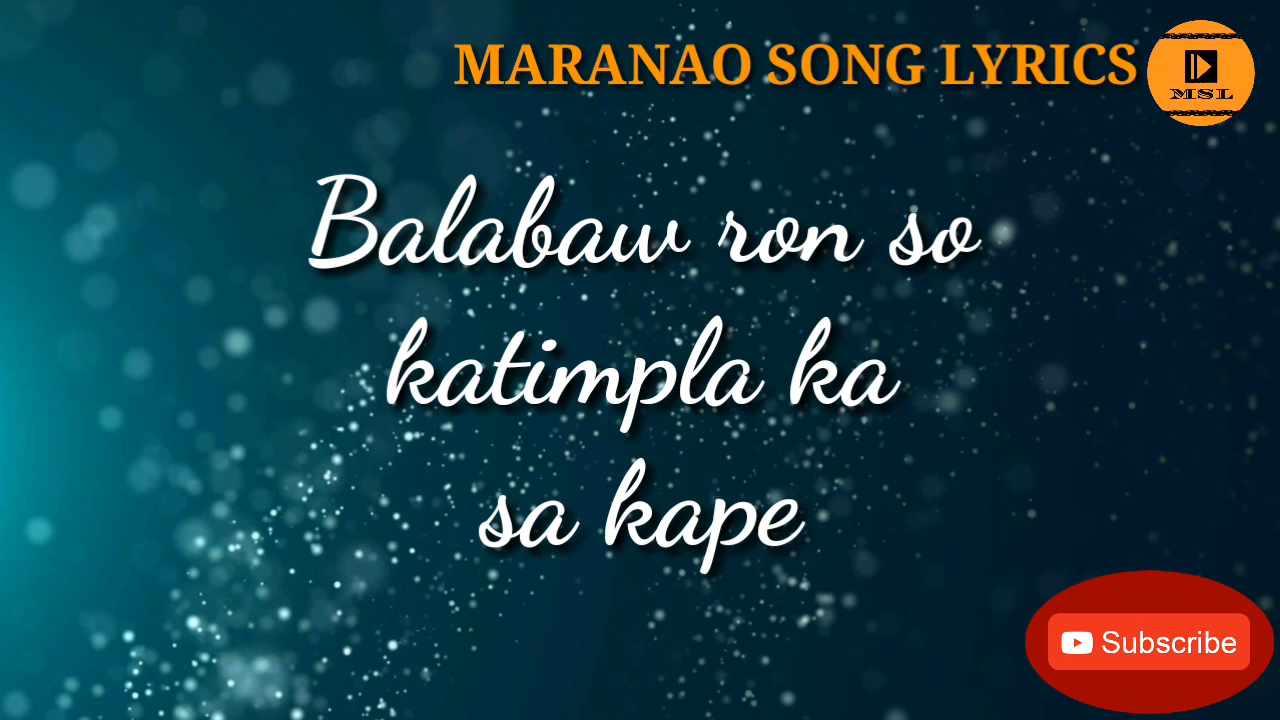 MARANAO SONG LYRICS
MSL
Balabaw ron so
katimpla ka
sa kape
Subscribe